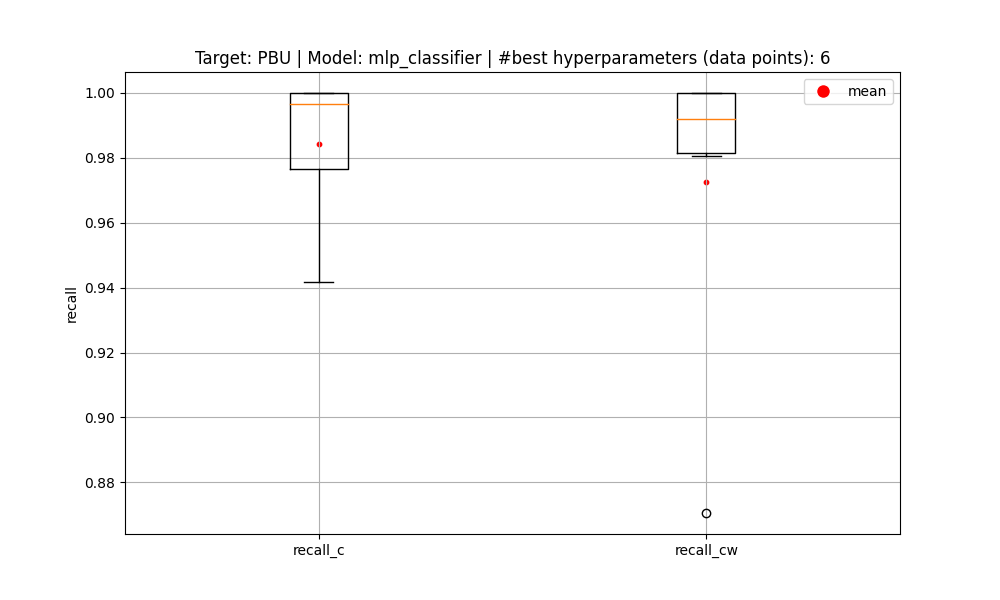 Target: PBU | Model: mlp_classifier | #best hyperparameters (data points): 6
mean
1.00
0.98
0.96
0.94
0.92
0.90
0.88
recall
recall_c
recall_cw